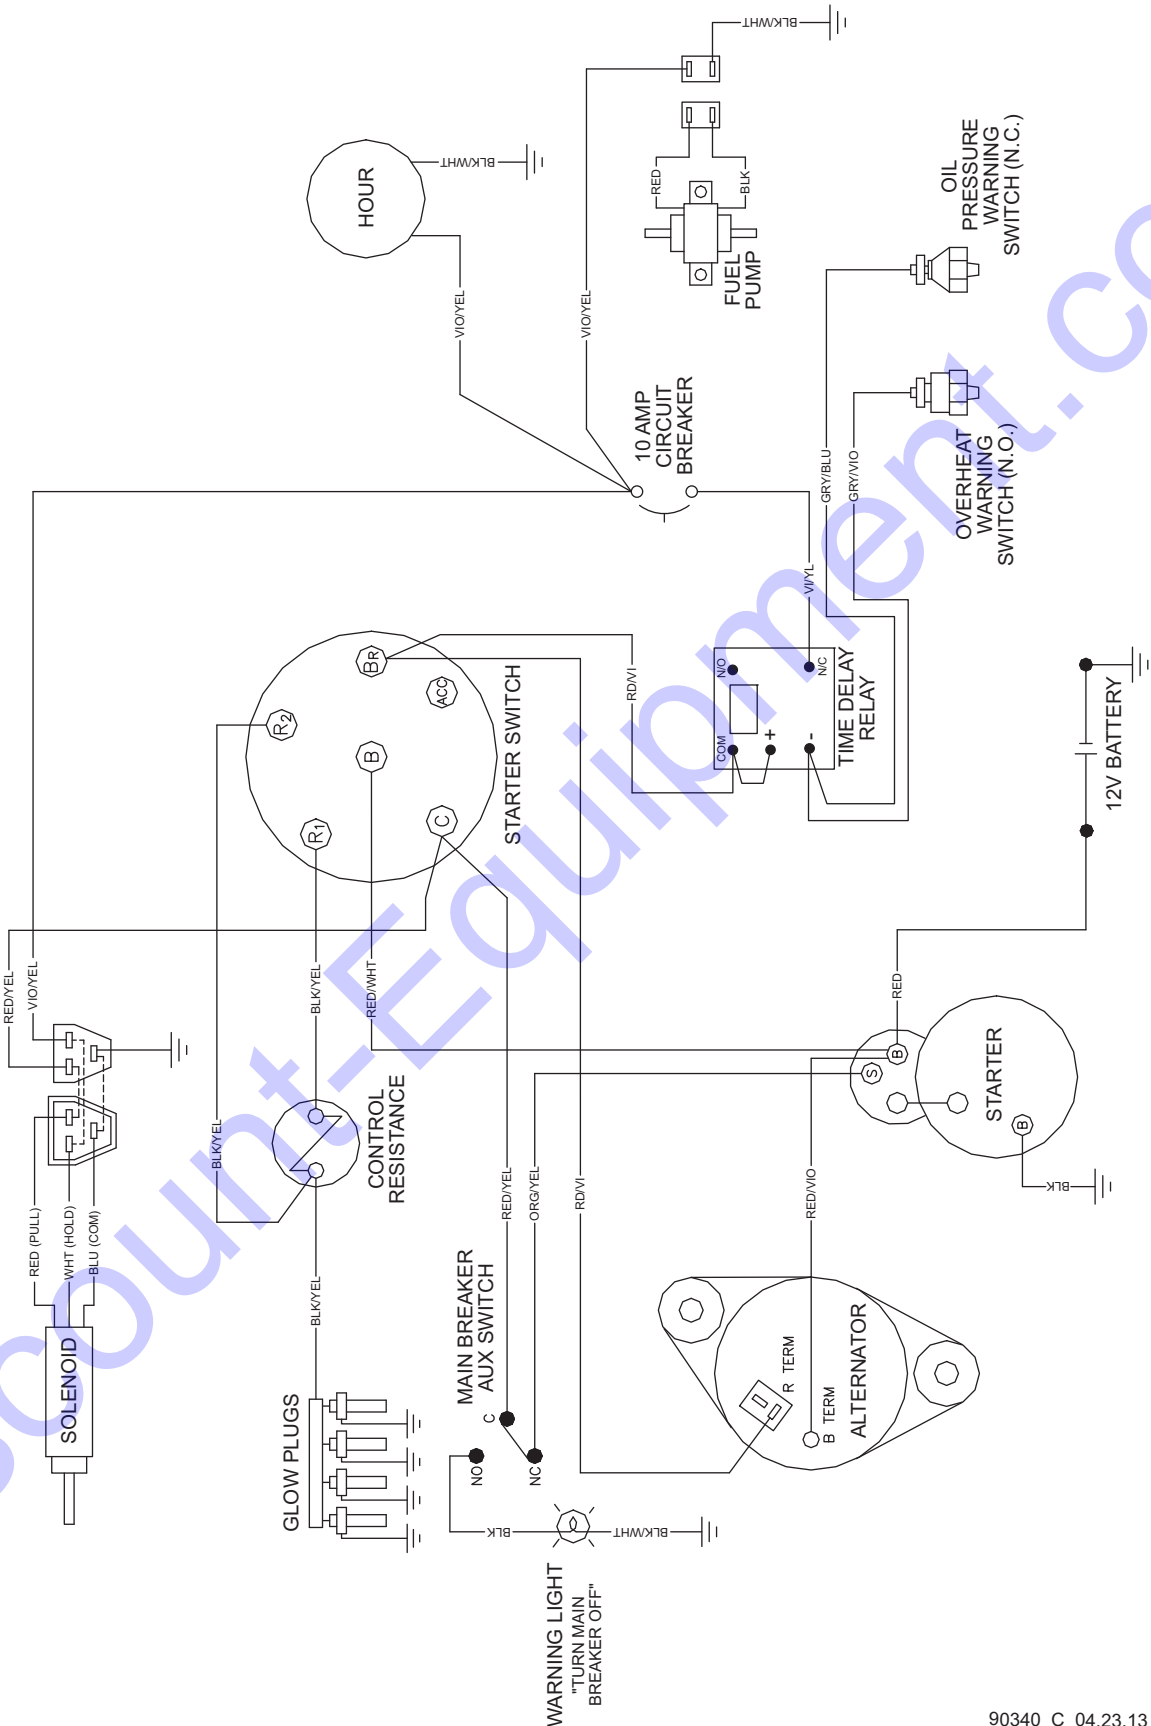 BLK/WHT
HOUR
BLK/WHT
RED
BLK
FUEL
PUMP
OIL
PRESSURE
WARNING
SWITCH (N.C.)
VIO/YEL
VIO/YEL
10 AMP
CIRCUIT
BREAKER
OVERHEAT
WARNING
SWITCH (N.O.)
GRY/BLU
GRY/VIO
VI/YL
RED/YEL
VIO/YEL
R2
BR
ACC
B
R1
C
STARTER SWITCH
RD/VI
N/O
N/C
COM
+
-
TIME DELAY
RELAY
12V BATTERY
BLK/YEL
RED/WHT
RED
BLK/YEL
CONTROL
RESISTANCE
S
B
STARTER
B
BLK
RED (PULL)
WHT (HOLD)
BLU (COM)
SOLENOID
BLK/YEL
GLOW PLUGS
RED/YEL
ORG/YEL
RD/VI
RED/VIO
MAIN BREAKER
AUX SWITCH
C
NO
NC
R TERM
B TERM
ALTERNATOR
BLK
BLK/WHT
WARNING LIGHT
"TURN MAIN
BREAKER OFF"
90340 C 04.23.13
scount-Equipment.co